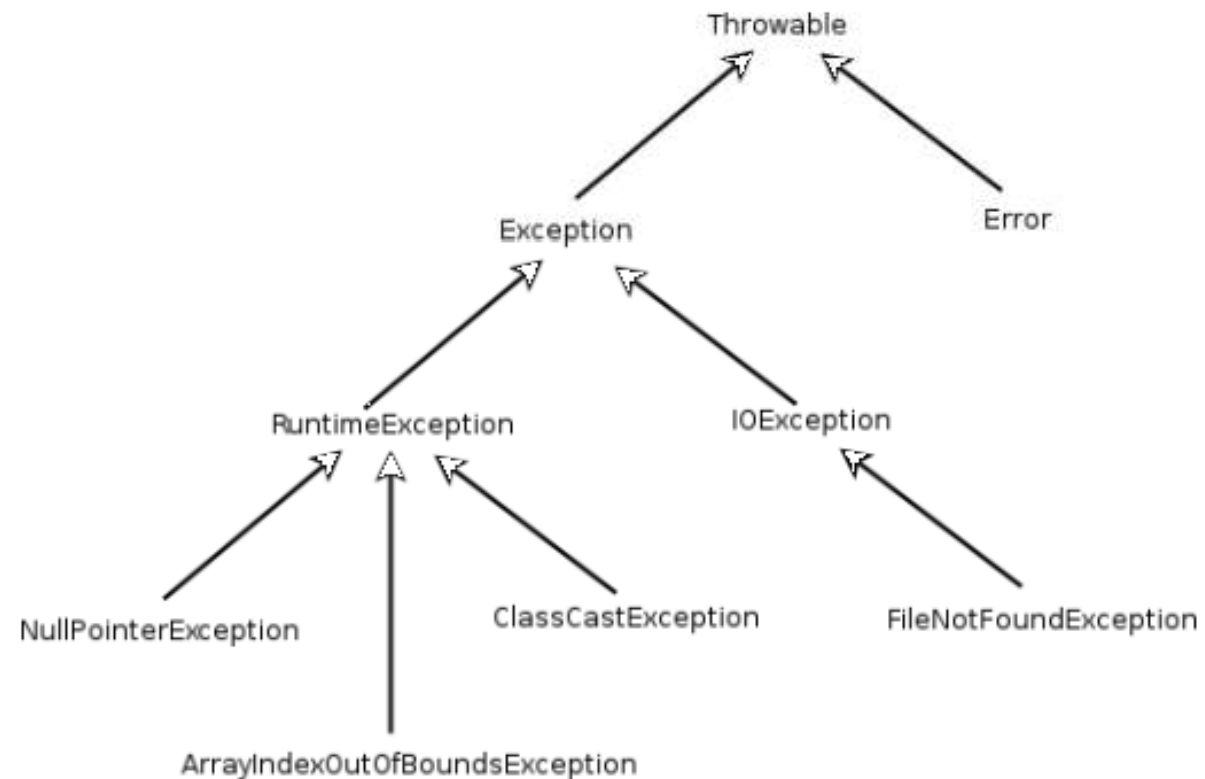 Throwable
Exception
Error
RuntimeException
IOException
NullPointerException
ClassCastException
FileNotFoundException
ArrayIndexOutOfBoundsException